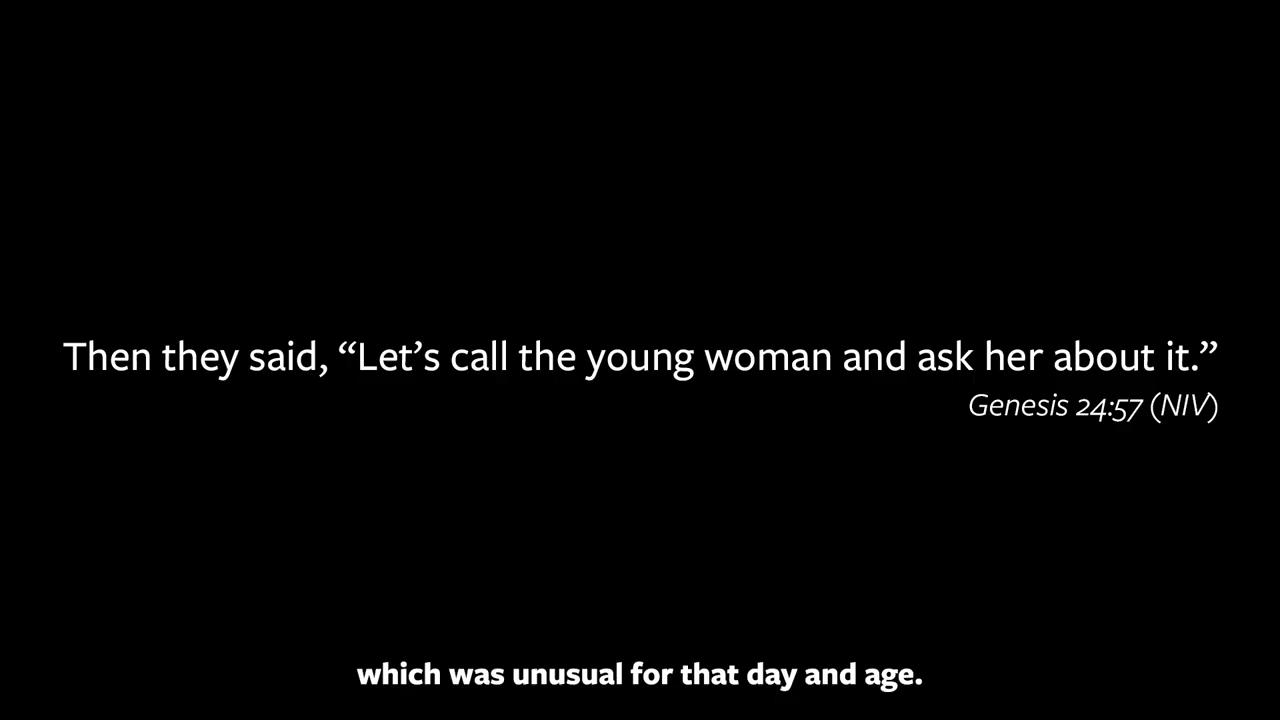 Then they said, “Let’s call the young woman and ask her about it.”
Genesis 24:57 (NIV)
which was unusual for that day and age.